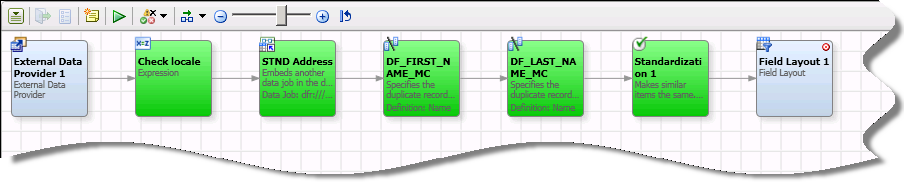 External Data
Provider 1
External Data
Provider
x=z
Check locale
Expression
STND Address
Embeds another
data job in the d...
Data Job: dfr:///
DF_FIRST_N
AME_MC
Specifies the
duplicate record...
Definition: Name
DF_LAST_NA
ME_MC
Specifies the
duplicate record...
Definition: Name
Standardizati
on 1
Makes similar
items the same....
Field Layout 1
Field Layout